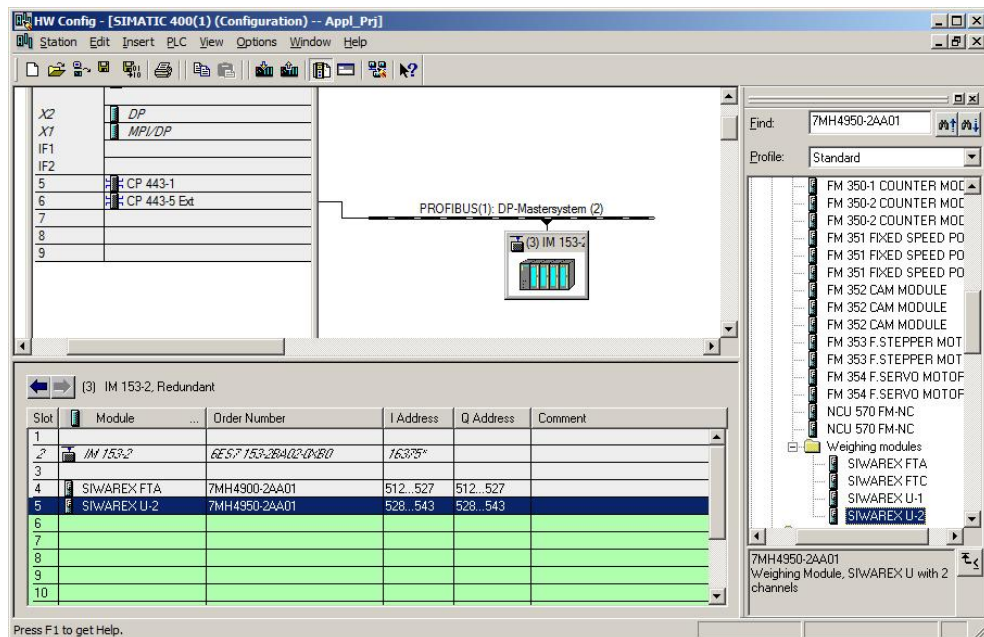 HW Config - [SIMATIC 400(1) (Configuration) -- Appl_Prj]
Station Edit Insert PLC View Options Window Help
X2 DP
X1 MPI/DP
IF1
IF2
5 CP 443-1
6 CP 443-5 Ext
7
8
9
PROFIBUS(1): DP-Mastersystem (2)
(3) IM 153-2
(3) IM 153-2, Redundant
Slot Module ... Order Number I Address Q Address Comment
1
2 IM 153-2 6ES7 153-2BA02-0XB0 16375*
3
4 SIWAREX FTA 7MH4900-2AA01 512...527 512...527
5 SIWAREX U-2 7MH4950-2AA01 528...543 528...543
6
7
8
9
10
Find: 7MH4950-2AA01
Profile: Standard
FM 350-1 COUNTER MOD
FM 350-2 COUNTER MOD
FM 350-2 COUNTER MOD
FM 351 FIXED SPEED PO
FM 351 FIXED SPEED PO
FM 351 FIXED SPEED PO
FM 352 CAM MODULE
FM 352 CAM MODULE
FM 352 CAM MODULE
FM 353 F.STEPPER MOT
FM 353 F.STEPPER MOT
FM 354 F.SERVO MOTOR
FM 354 F.SERVO MOTOR
NCU 570 FM-NC
NCU 570 FM-NC
Weighing modules
SIWAREX FTA
SIWAREX FTC
SIWAREX U-1
SIWAREX U-2
7MH4950-2AA01
Weighing Module, SIWAREX U with 2
channels
Press F1 to get Help.